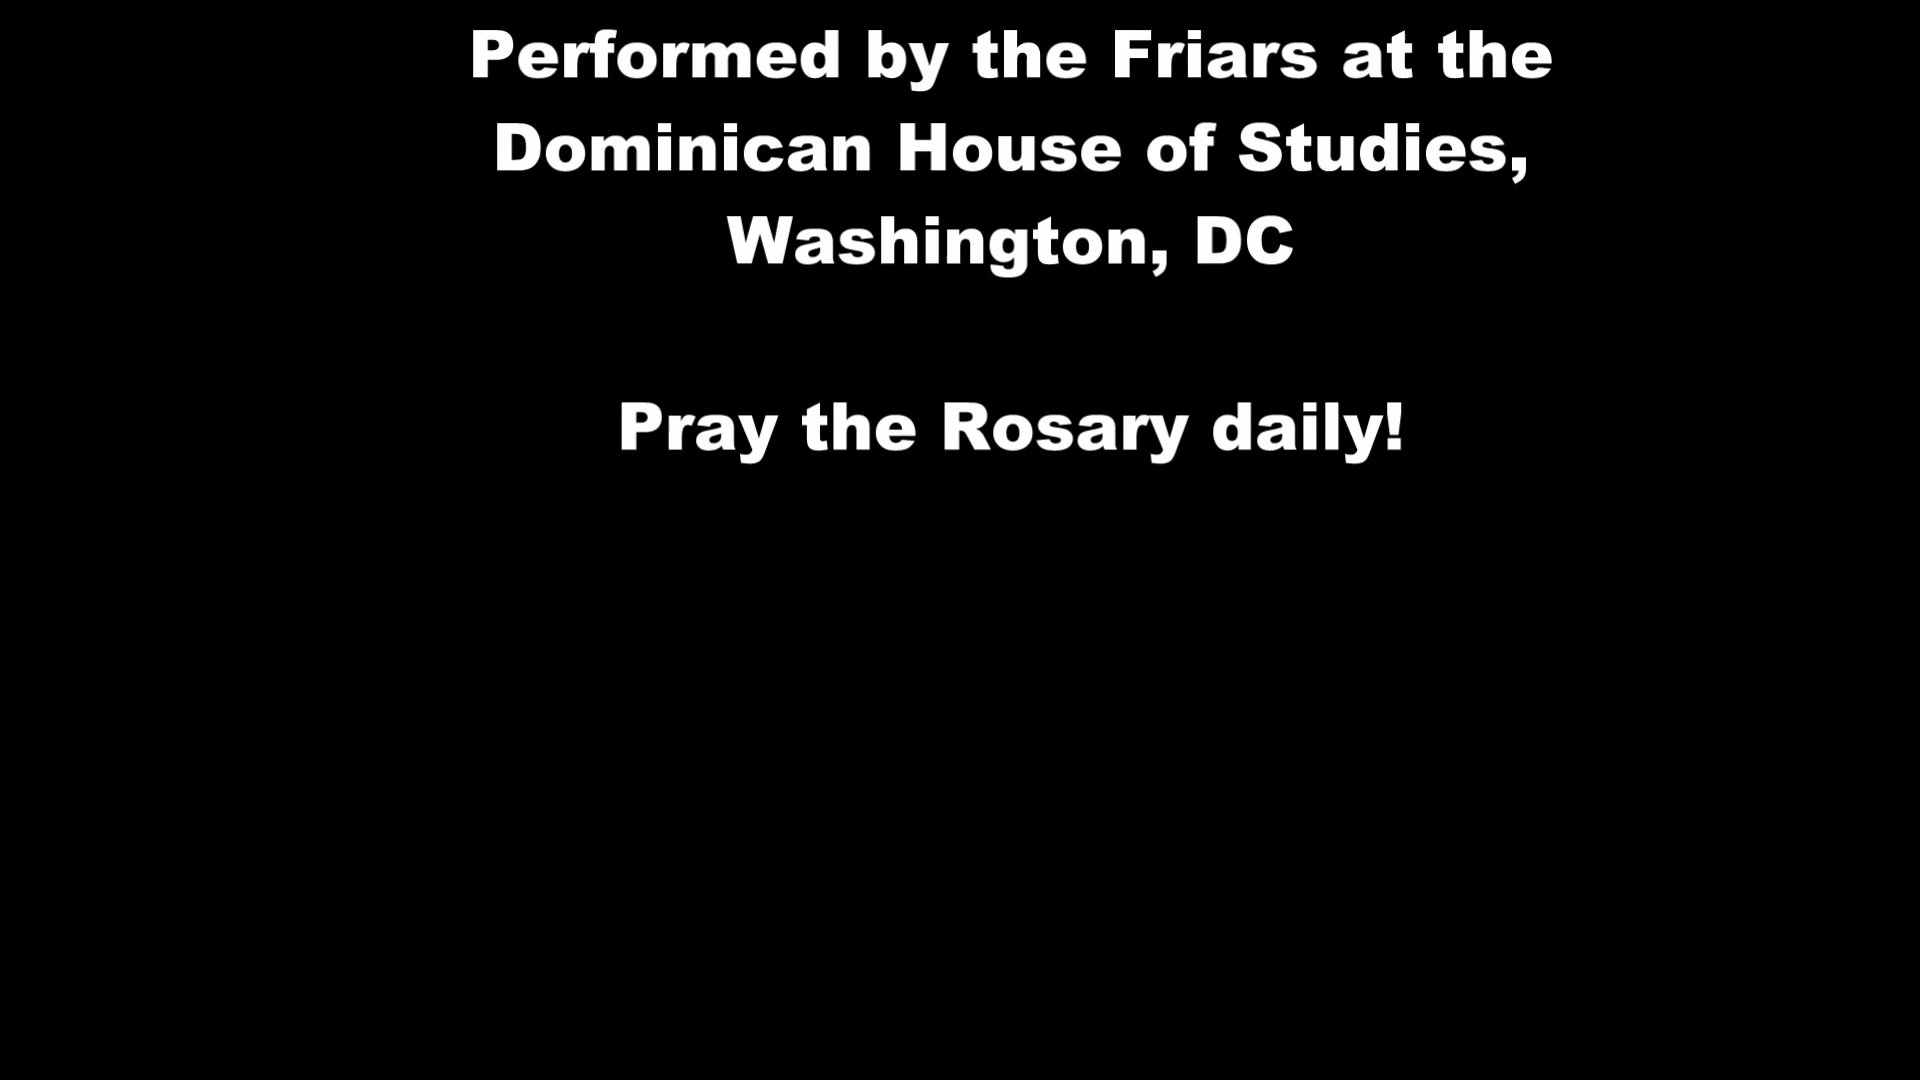 Performed by the Friars at the
Dominican House of Studies,
Washington, DC
Pray the Rosary daily!